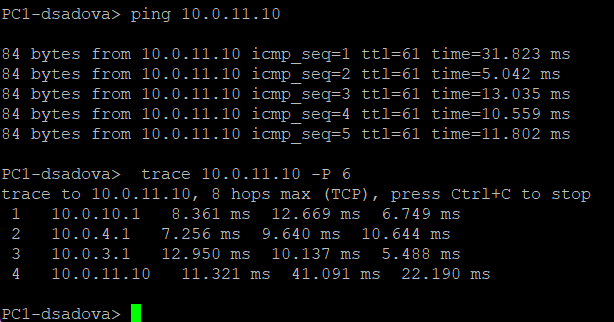 PC1-dsadova> ping 10.0.11.10
84 bytes from 10.0.11.10 icmp_seq=1 ttl=61 time=31.823 ms
84 bytes from 10.0.11.10 icmp_seq=2 ttl=61 time=5.042 ms
84 bytes from 10.0.11.10 icmp_seq=3 ttl=61 time=13.035 ms
84 bytes from 10.0.11.10 icmp_seq=4 ttl=61 time=10.559 ms
84 bytes from 10.0.11.10 icmp_seq=5 ttl=61 time=11.802 ms
PC1-dsadova>  trace 10.0.11.10 -P 6
trace to 10.0.11.10, 8 hops max (TCP), press Ctrl+C to stop
 1   10.0.10.1   8.361 ms  12.669 ms  6.749 ms
 2   10.0.4.1   7.256 ms  9.640 ms  10.644 ms
 3   10.0.3.1   12.950 ms  10.137 ms  5.488 ms
 4   10.0.11.10   11.321 ms  41.091 ms  22.190 ms
PC1-dsadova>